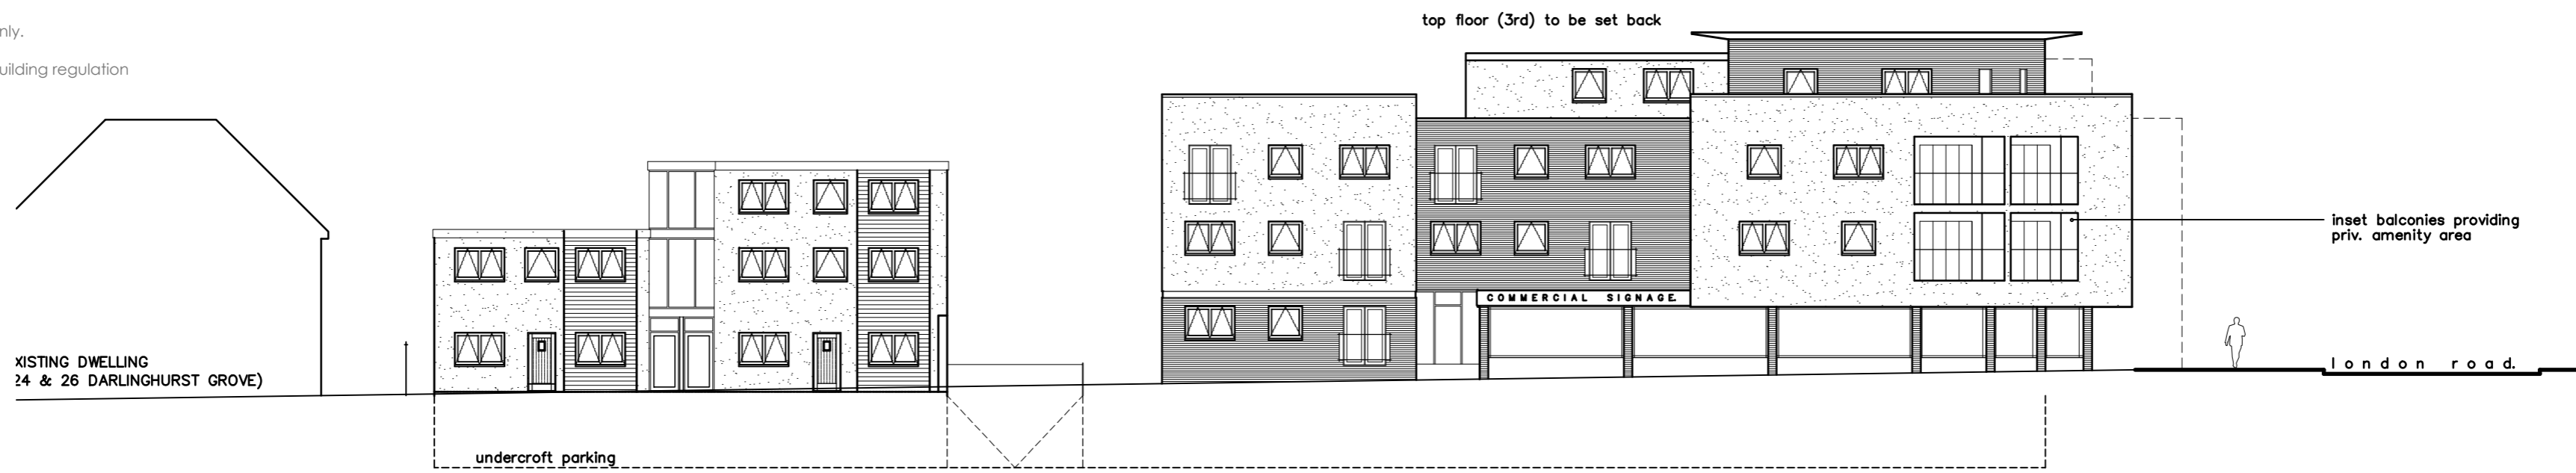 nly.
uilding regulation
top floor (3rd) to be set back
inset balconies providing
priv. amenity area
COMMERCIAL SIGNAGE.
XISTING DWELLING
24 & 26 DARLINGHURST GROVE)
london road.
undercroft parking